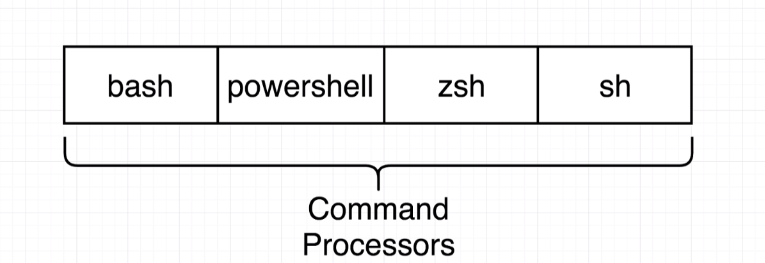 bash powershell zsh sh
Command
Processors